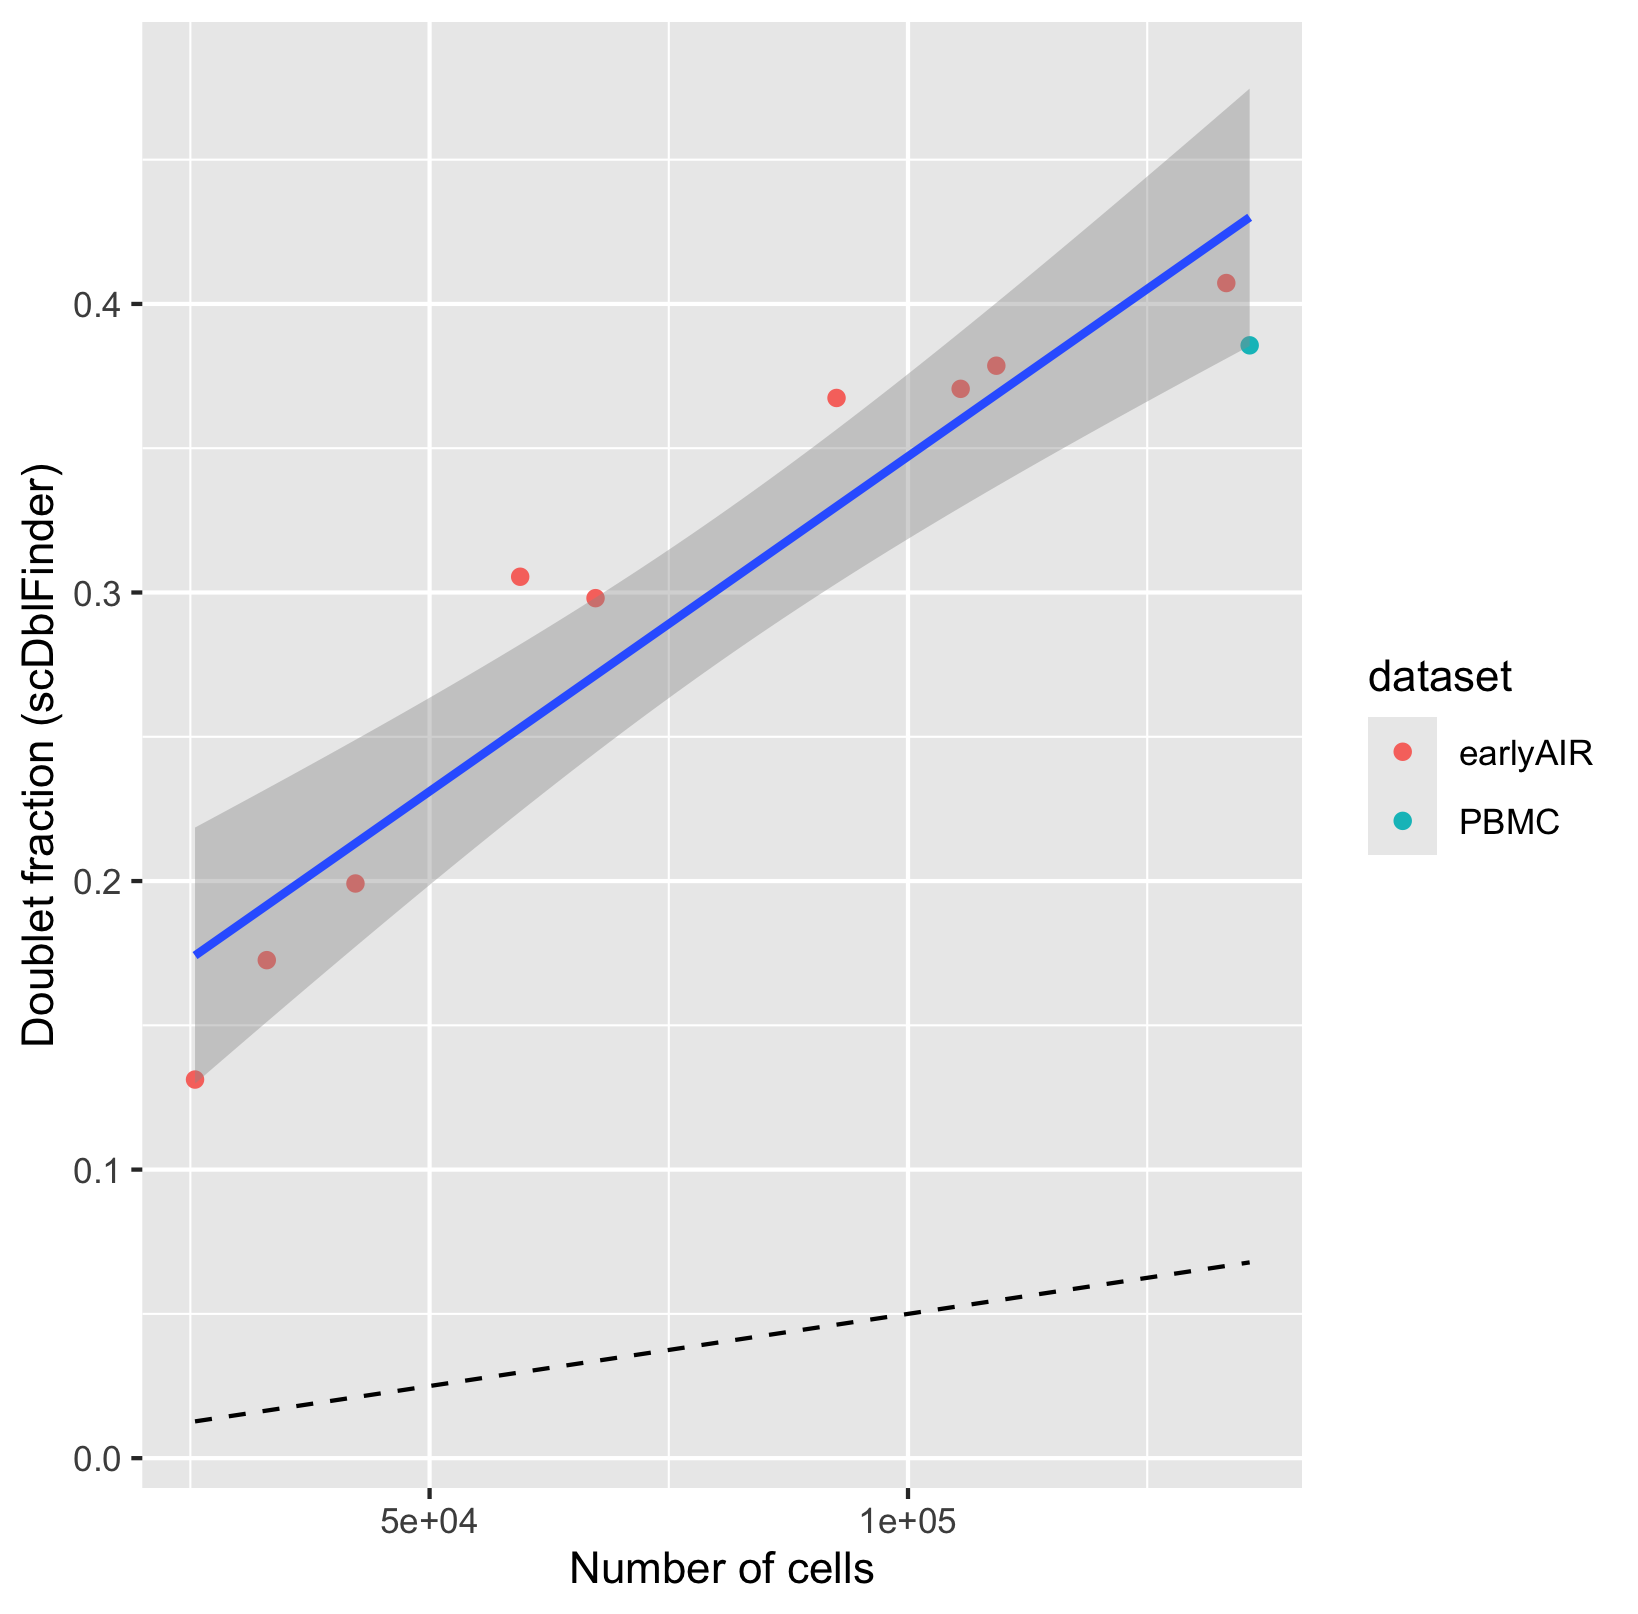 Doublet fraction (scDblFinder)
0.4
0.3
0.2
0.1
0.0
5e+04
1e+05
Number of cells
dataset
earlyAIR
PBMC